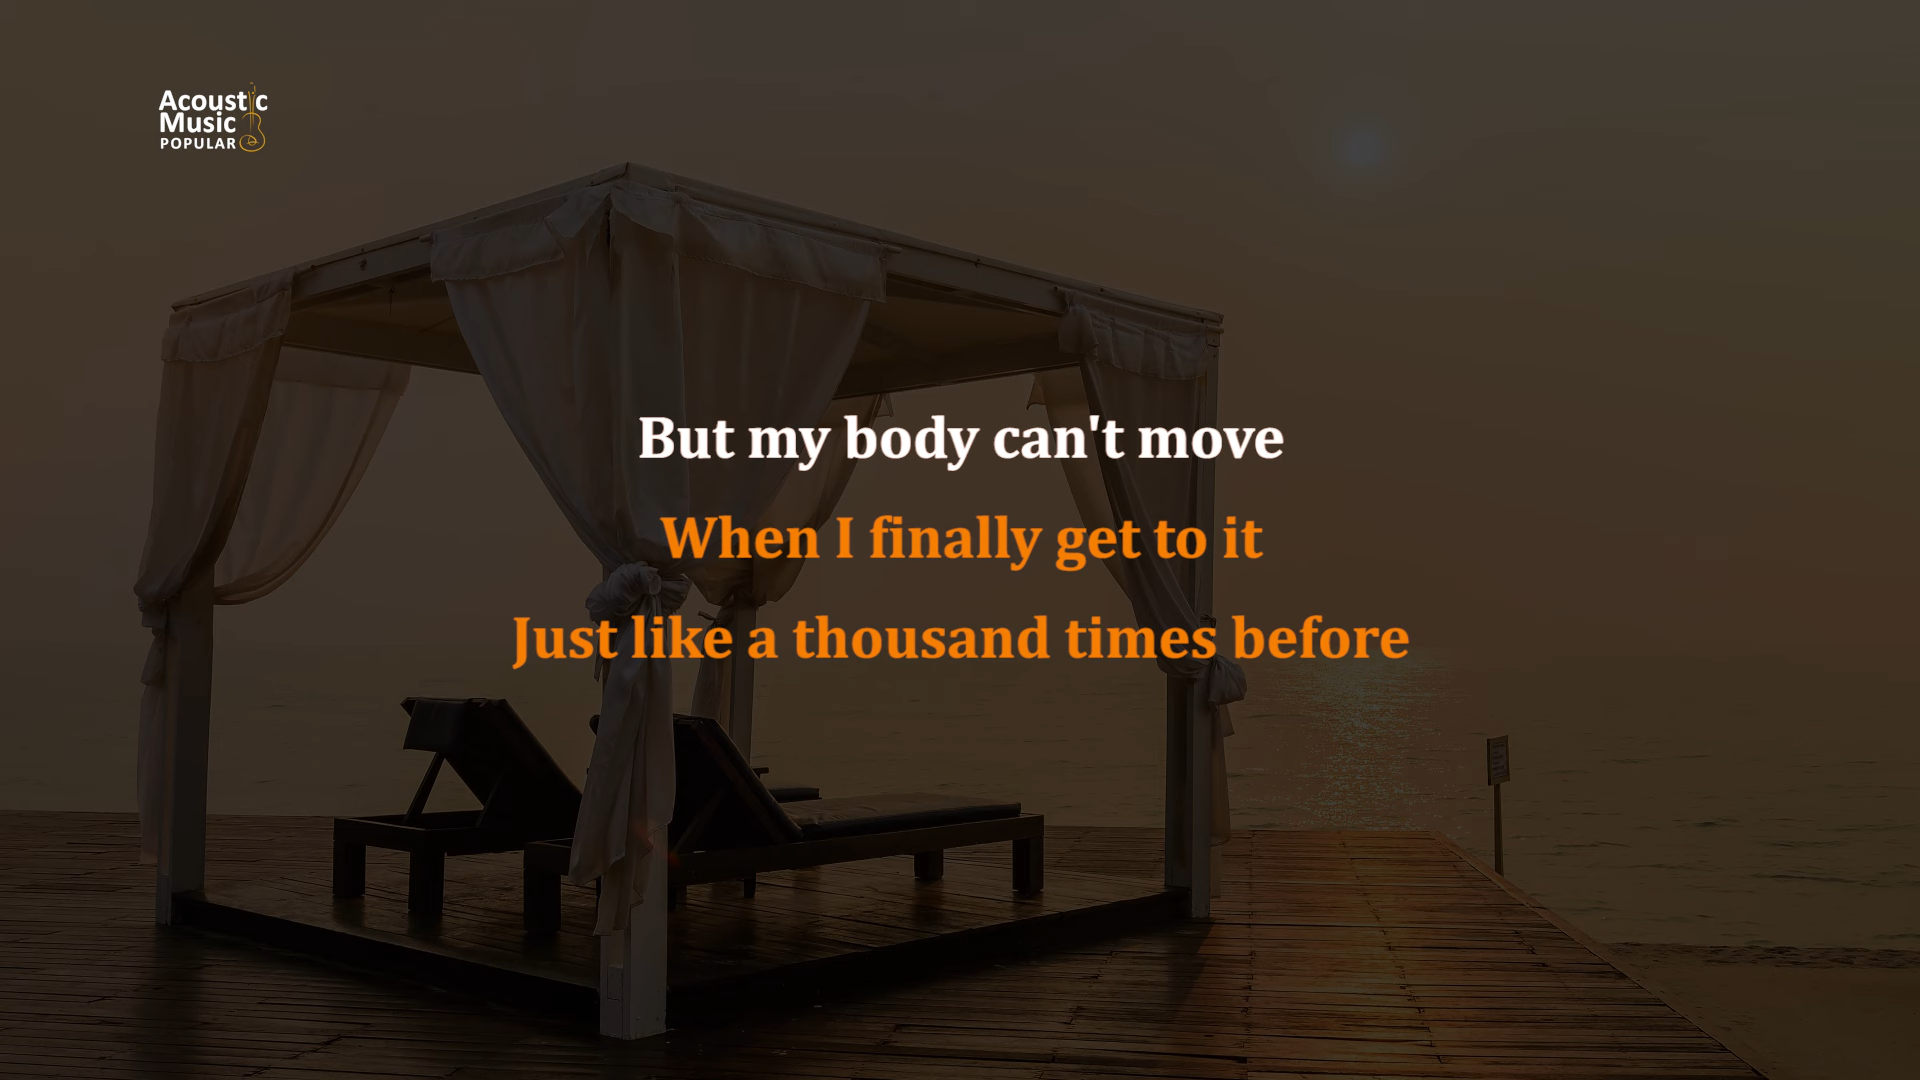 Acoustic
Music
POPULAR
But my body can't move
When I finally get to it
Just like a thousand times before